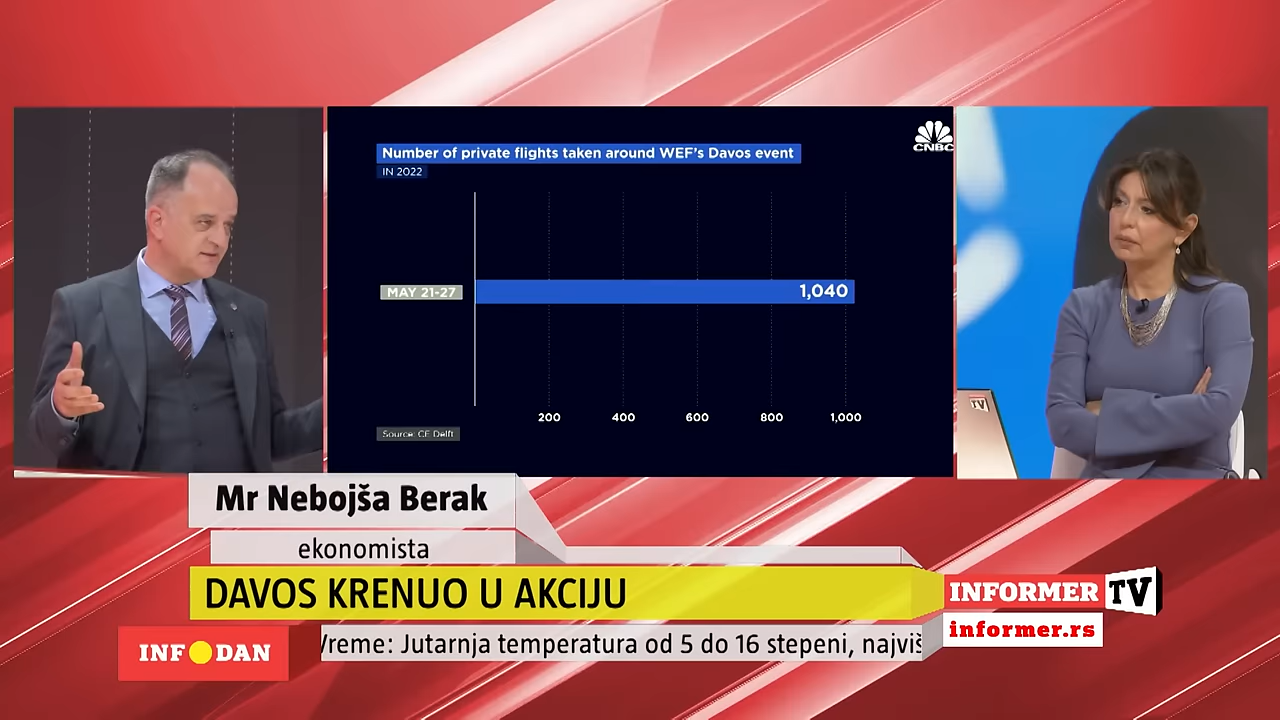 CNBC
Number of private flights taken around WEF's Davos event
IN 2022
MAY 21-27
1,040
200 400 600 800 1,000
Source: CE Delft
TV
Mr Nebojša Berak
ekonomista
DAVOS KRENUO U AKCIJU
INFORMER TV
informer.rs
INF DAN
Vreme: Jutarnja temperatura od 5 do 16 stepeni, najviš